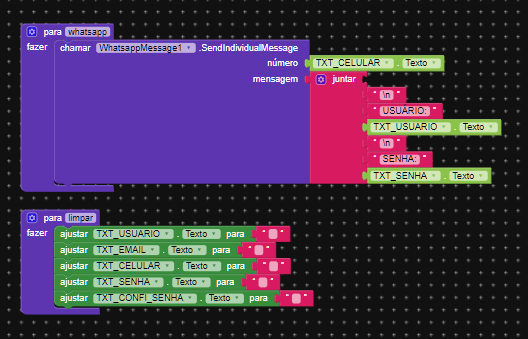 para whatsapp
fazer chamar WhatsappMessage1 .SendIndividualMessage
número TXT_CELULAR . Texto
mensagem juntar
" \n "
" USUARIO: "
TXT_USUARIO . Texto
" \n "
" SENHA: "
TXT_SENHA . Texto
para limpar
fazer ajustar TXT_USUARIO . Texto para " "
ajustar TXT_EMAIL . Texto para " "
ajustar TXT_CELULAR . Texto para " "
ajustar TXT_SENHA . Texto para " "
ajustar TXT_CONFI_SENHA . Texto para " "